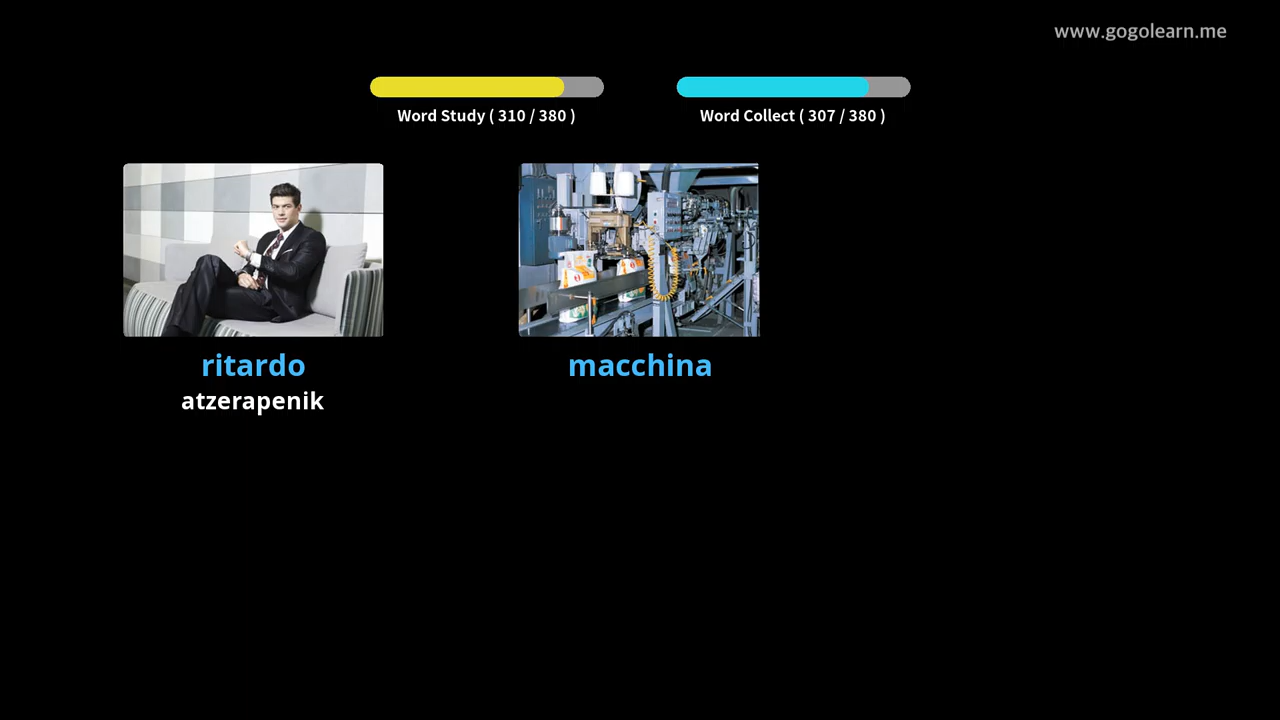 www.gogolearn.me
Word Study ( 310 / 380 )
Word Collect ( 307 / 380 )
ritardo
atzerapenik
macchina